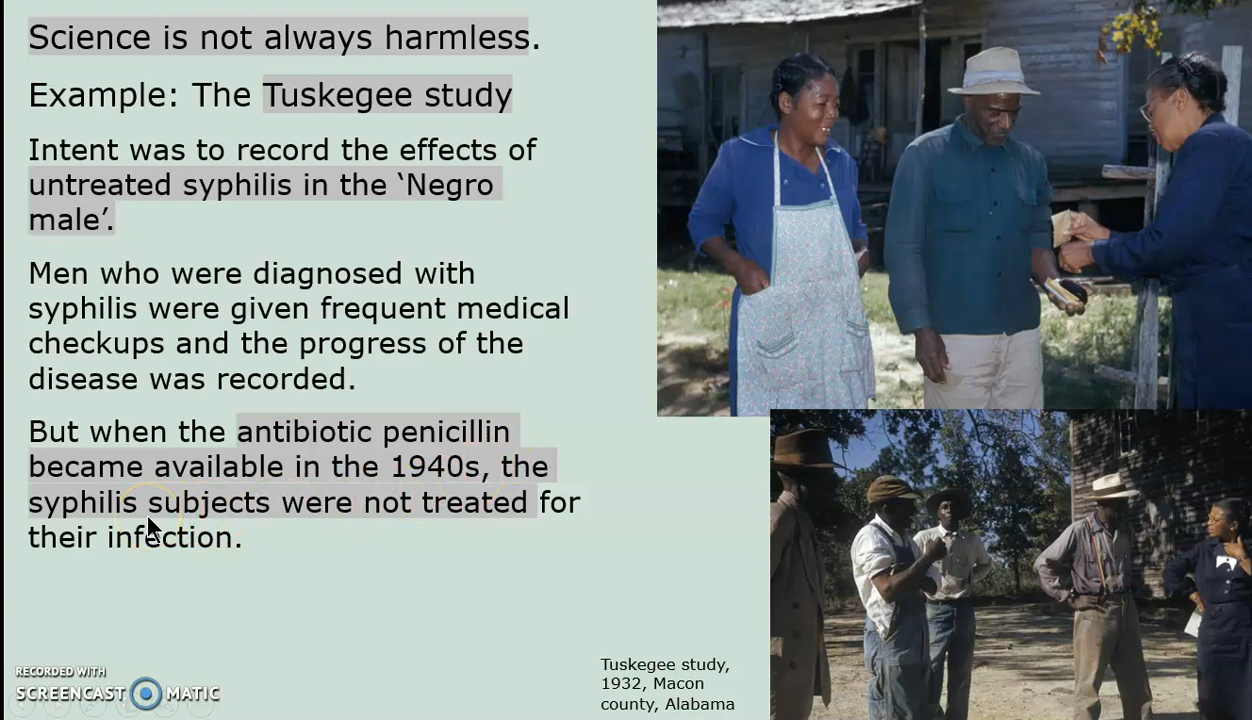 Science is not always harmless.
Example: The Tuskegee study
Intent was to record the effects of
untreated syphilis in the ‘Negro
male’.
Men who were diagnosed with
syphilis were given frequent medical
checkups and the progress of the
disease was recorded.
But when the antibiotic penicillin
became available in the 1940s, the
syphilis subjects were not treated for
their infection.
Tuskegee study,
1932, Macon
county, Alabama
RECORDED WITH
SCREENCAST MATIC